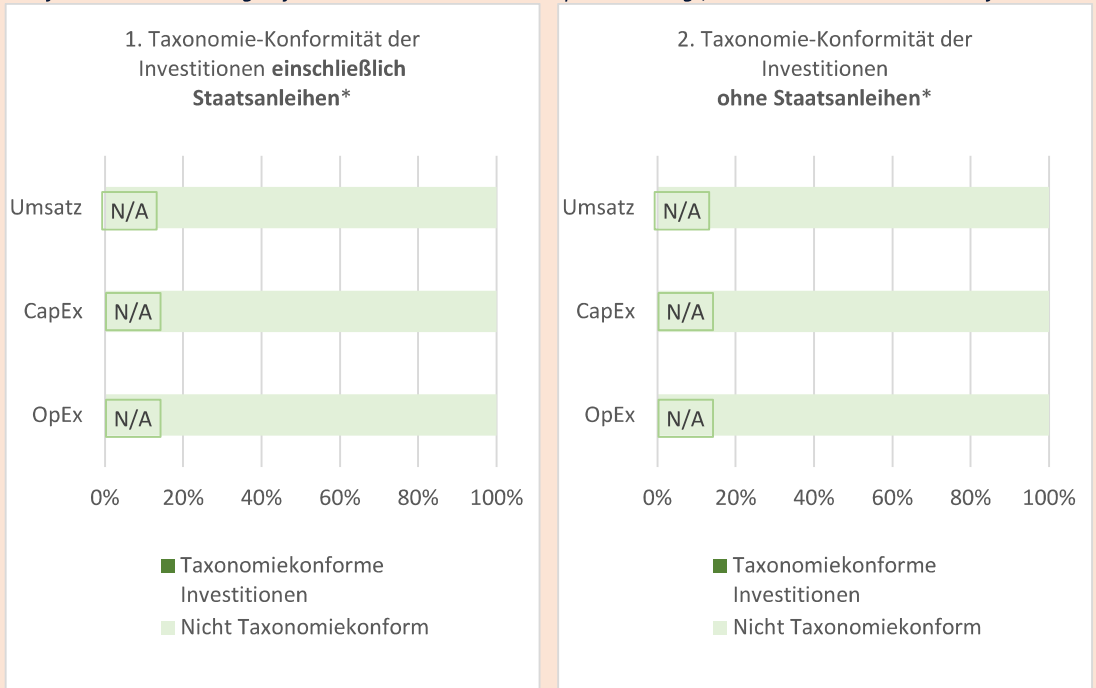 1. Taxonomie-Konformität der
Investitionen einschließlich
Staatsanleihen*
Umsatz
N/A
CapEx
N/A
OpEx
N/A
0% 20% 40% 60% 80% 100%
Taxonomiekonforme
Investitionen
Nicht Taxonomiekonform
2. Taxonomie-Konformität der
Investitionen
ohne Staatsanleihen*
Umsatz
N/A
CapEx
N/A
OpEx
N/A
0% 20% 40% 60% 80% 100%
Taxonomiekonforme
Investitionen
Nicht Taxonomiekonform